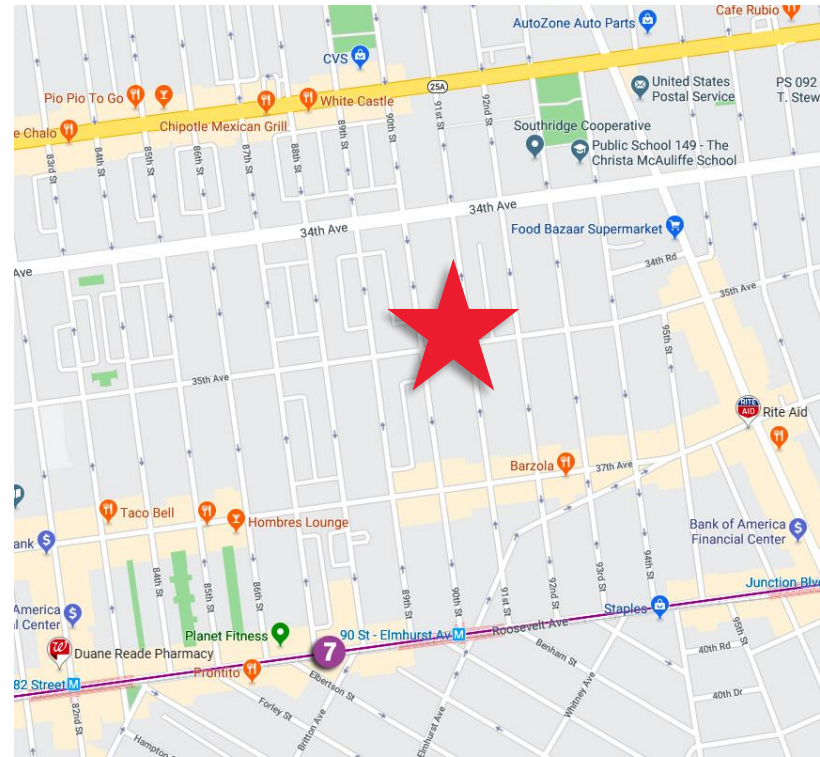 Cafe Rubio
AutoZone Auto Parts
CVS
25A
United States
Postal Service
PS 092
T. Stew
Pio Pio To Go
White Castle
e Chalo
Chipotle Mexican Grill
83rd St
84th St
85th St
86th St
87th St
88th St
89th St
90th St
91st St
92nd St
Southridge Cooperative
Public School 149 - The
Christa McAuliffe School
34th Ave
34th Ave
Food Bazaar Supermarket
34th Rd
Ave
35th Ave
95th St
35th Ave
RITE
AID
Rite Aid
Barzola
37th Ave
Taco Bell
Hombres Lounge
ank
Bank of America
Financial Center
84th St
85th St
86th St
89th St
90th St
91st St
92nd St
93rd St
94th St
Junction Blv
America
l Center
Staples
Planet Fitness
90 St - Elmhurst Av
M
Roosevelt Ave
95th St
W
Duane Reade Pharmacy
7
Benham St
40th Rd
Prontito
82 Street
M
Elbertson St
40th Dr
82nd St
Forley St
Britton Ave
Elmhurst Ave
Whitney Ave
Hampton St